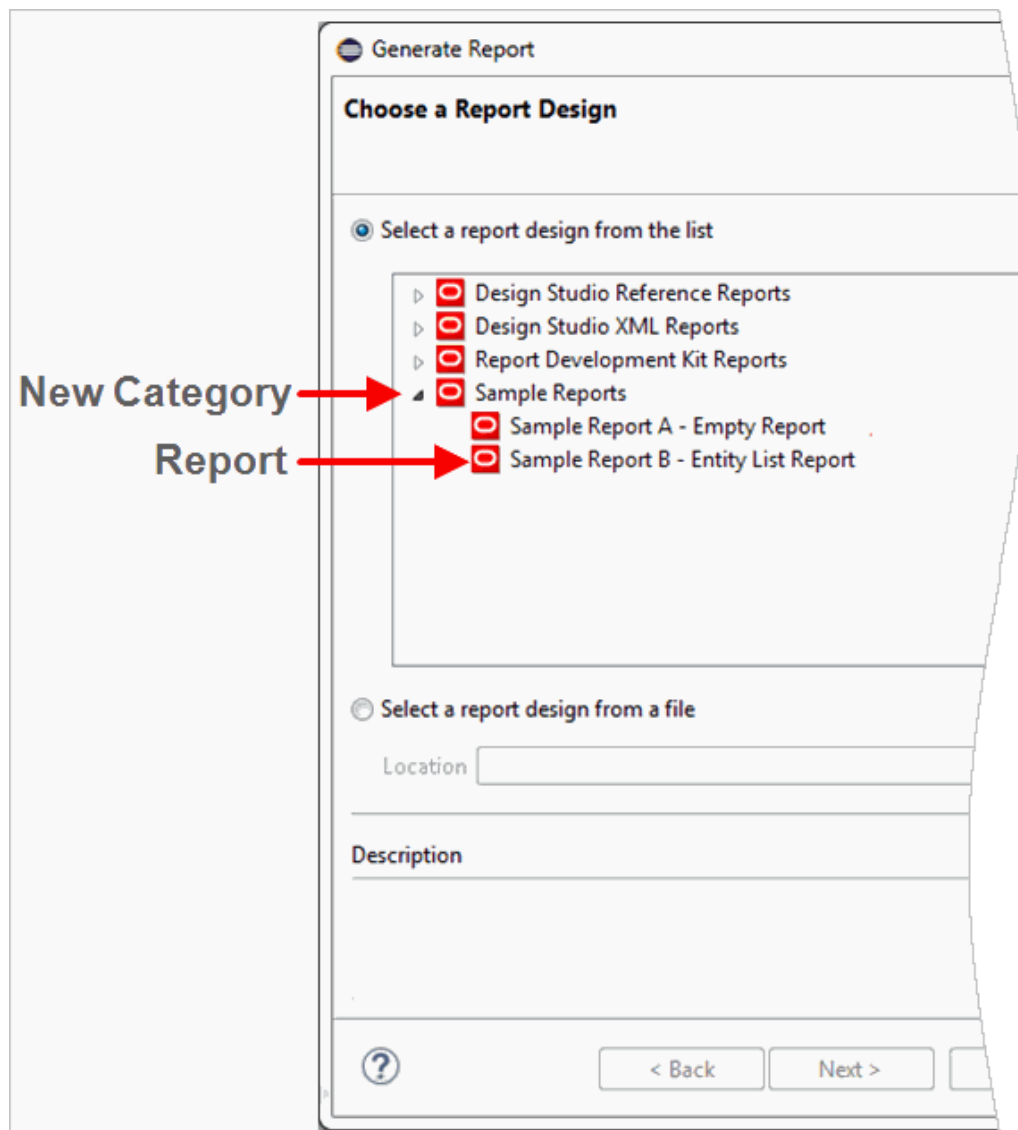 Generate Report
Choose a Report Design
Select a report design from the list
Design Studio Reference Reports
Design Studio XML Reports
Report Development Kit Reports
New Category
Sample Reports
Sample Report A - Empty Report
Report
Sample Report B - Entity List Report
Select a report design from a file
Location
Description
?
< Back
Next >